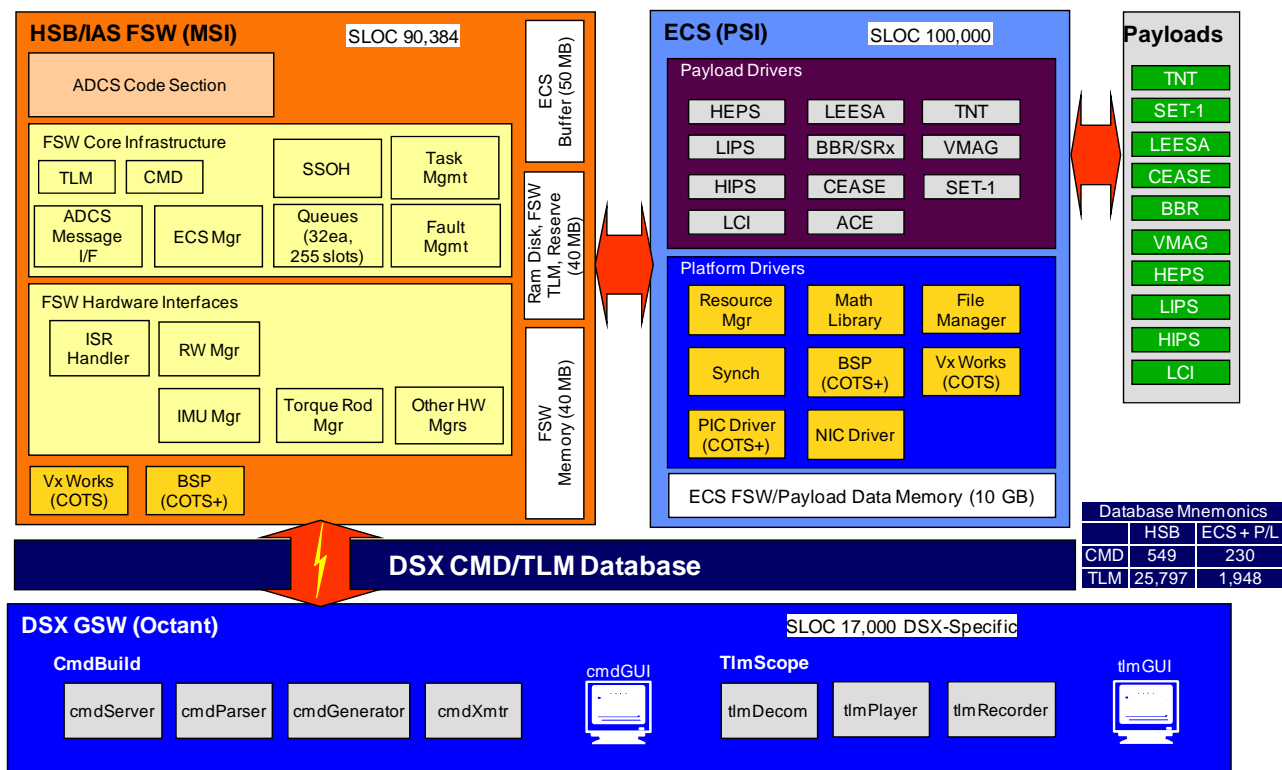 HSB/IAS FSW (MSI)
SLOC 90,384
ADCS Code Section
FSW Core Infrastructure
TLM
CMD
SSOH
Task
Mgmt
ADCS
Message
I/F
ECS Mgr
Queues
(32ea,
255 slots)
Fault
Mgmt
FSW Hardware Interfaces
ISR
Handler
RW Mgr
IMU Mgr
Torque Rod
Mgr
Other HW
Mgrs
Vx Works
(COTS)
BSP
(COTS+)
ECS
Buffer (50 MB)
Ram Disk, FSW
TLM, Reserve
(40 MB)
FSW
Memory (40 MB)
ECS (PSI)
SLOC 100,000
Payload Drivers
HEPS
LEESA
TNT
LIPS
BBR/SRx
VMAG
HIPS
CEASE
SET-1
LCI
ACE
Platform Drivers
Resource
Mgr
Math
Library
File
Manager
Synch
BSP
(COTS+)
Vx Works
(COTS)
PIC Driver
(COTS+)
NIC Driver
ECS FSW/Payload Data Memory (10 GB)
Payloads
TNT
SET-1
LEESA
CEASE
BBR
VMAG
HEPS
LIPS
HIPS
LCI
Database Mnemonics
HSB ECS + P/L
CMD 549 230
TLM 25,797 1,948
DSX CMD/TLM Database
DSX GSW (Octant)
SLOC 17,000 DSX-Specific
CmdBuild
cmdServer
cmdParser
cmdGenerator
cmdXmtr
cmdGUI
TlmScope
tlmDecom
tlmPlayer
tlmRecorder
tlmGUI